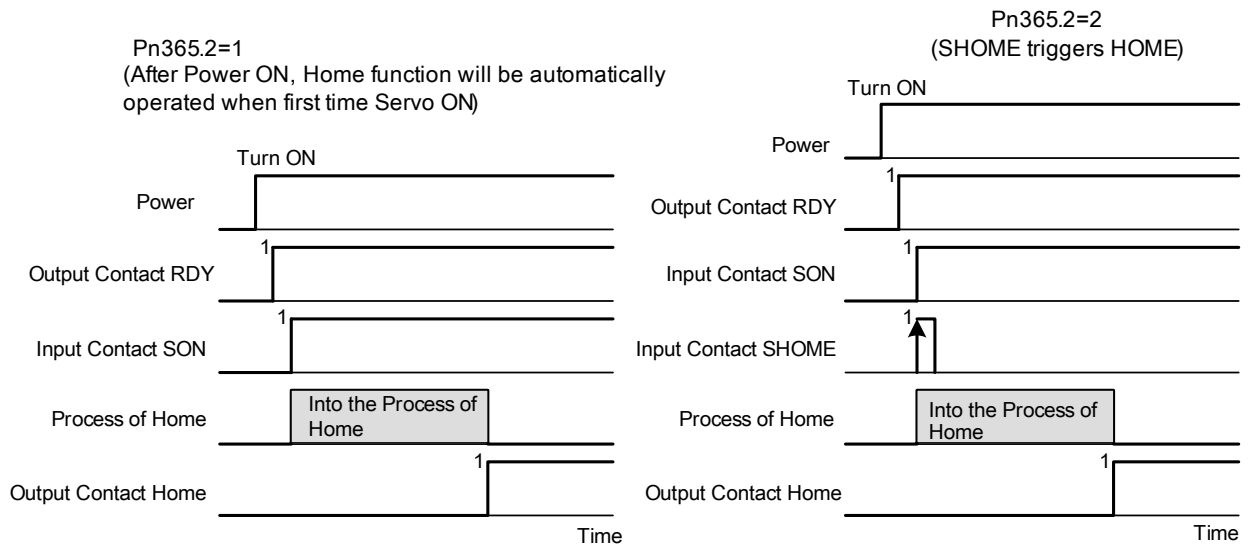 Pn365.2=1
(After Power ON, Home function will be automatically
operated when first time Servo ON)
Turn ON
Power
1
Output Contact RDY
1
Input Contact SON
Process of Home
Into the Process of
Home
1
Output Contact Home
Time
Pn365.2=2
(SHOME triggers HOME)
Turn ON
Power
1
Output Contact RDY
1
Input Contact SON
1
Input Contact SHOME
Process of Home
Into the Process of
Home
1
Output Contact Home
Time